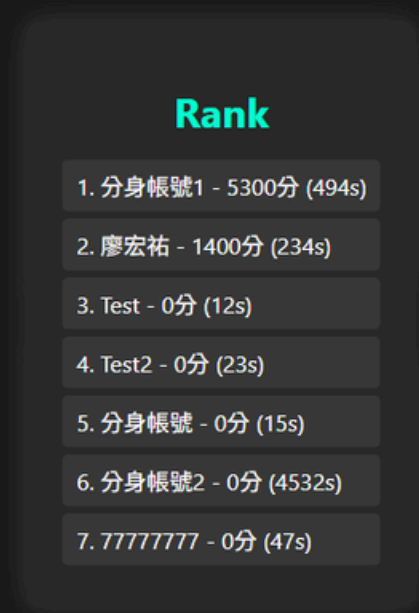 Rank
1. 分身帳號1 - 5300分 (494s)
2. 廖宏祐 - 1400分 (234s)
3. Test - 0分 (12s)
4. Test2 - 0分 (23s)
5. 分身帳號 - 0分 (15s)
6. 分身帳號2 - 0分 (4532s)
7. 77777777 - 0分 (47s)